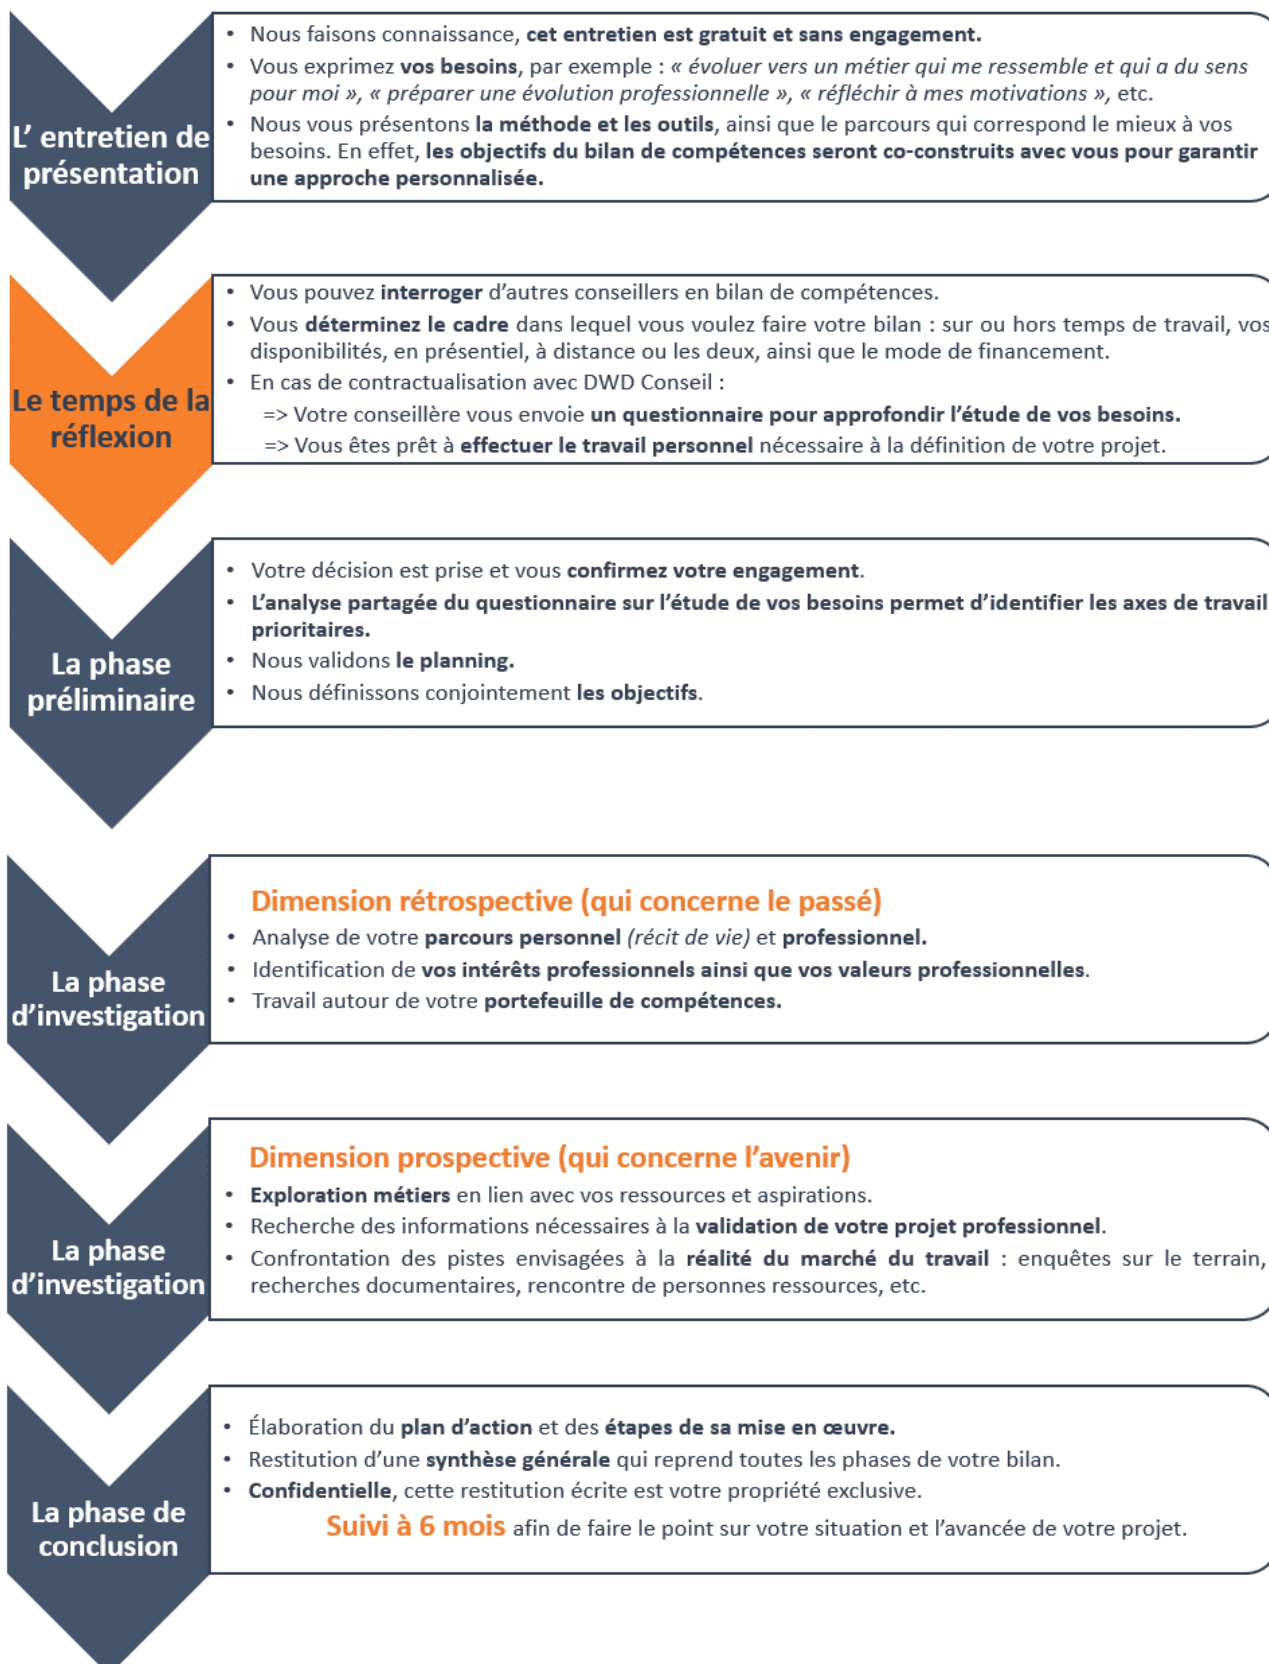 L' entretien de
présentation
• Nous faisons connaissance, cet entretien est gratuit et sans engagement.
• Vous exprimez vos besoins, par exemple : « évoluer vers un métier qui me ressemble et qui a du sens
pour moi », « préparer une évolution professionnelle », « réfléchir à mes motivations », etc.
• Nous vous présentons la méthode et les outils, ainsi que le parcours qui correspond le mieux à vos
besoins. En effet, les objectifs du bilan de compétences seront co-construits avec vous pour garantir
une approche personnalisée.
Le temps de la
réflexion
• Vous pouvez interroger d'autres conseillers en bilan de compétences.
• Vous déterminez le cadre dans lequel vous voulez faire votre bilan : sur ou hors temps de travail, vos
disponibilités, en présentiel, à distance ou les deux, ainsi que le mode de financement.
• En cas de contractualisation avec DWD Conseil :
=> Votre conseillère vous envoie un questionnaire pour approfondir l'étude de vos besoins.
=> Vous êtes prêt à effectuer le travail personnel nécessaire à la définition de votre projet.
La phase
préliminaire
• Votre décision est prise et vous confirmez votre engagement.
• L'analyse partagée du questionnaire sur l'étude de vos besoins permet d'identifier les axes de travail
prioritaires.
• Nous validons le planning.
• Nous définissons conjointement les objectifs.
La phase
d'investigation
Dimension rétrospective (qui concerne le passé)
• Analyse de votre parcours personnel (récit de vie) et professionnel.
• Identification de vos intérêts professionnels ainsi que vos valeurs professionnelles.
• Travail autour de votre portefeuille de compétences.
La phase
d'investigation
Dimension prospective (qui concerne l'avenir)
• Exploration métiers en lien avec vos ressources et aspirations.
• Recherche des informations nécessaires à la validation de votre projet professionnel.
• Confrontation des pistes envisagées à la réalité du marché du travail : enquêtes sur le terrain,
recherches documentaires, rencontre de personnes ressources, etc.
La phase de
conclusion
• Élaboration du plan d'action et des étapes de sa mise en œuvre.
• Restitution d'une synthèse générale qui reprend toutes les phases de votre bilan.
• Confidentielle, cette restitution écrite est votre propriété exclusive.
Suivi à 6 mois afin de faire le point sur votre situation et l'avancée de votre projet.